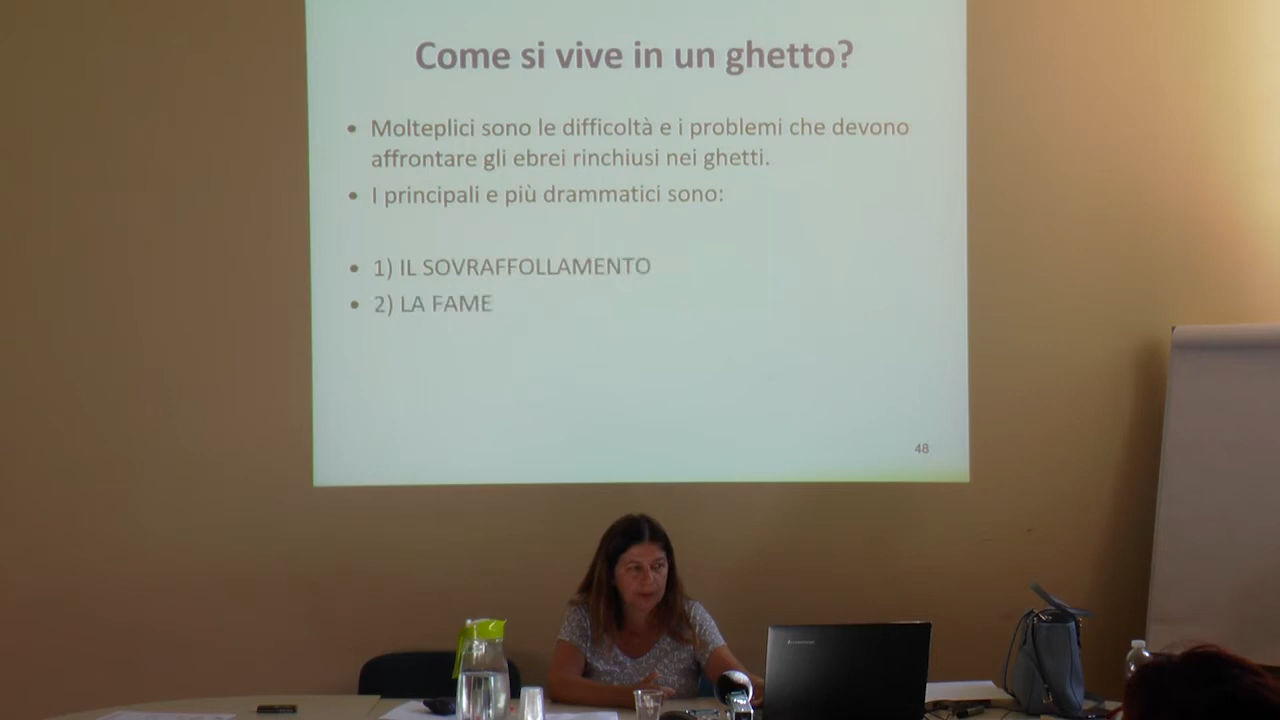 Come si vive in un ghetto?
• Molteplici sono le difficoltà e i problemi che devono
affrontare gli ebrei rinchiusi nei ghetti.
• I principali e più drammatici sono:
• 1) IL SOVRAFFOLLAMENTO
• 2) LA FAME
48